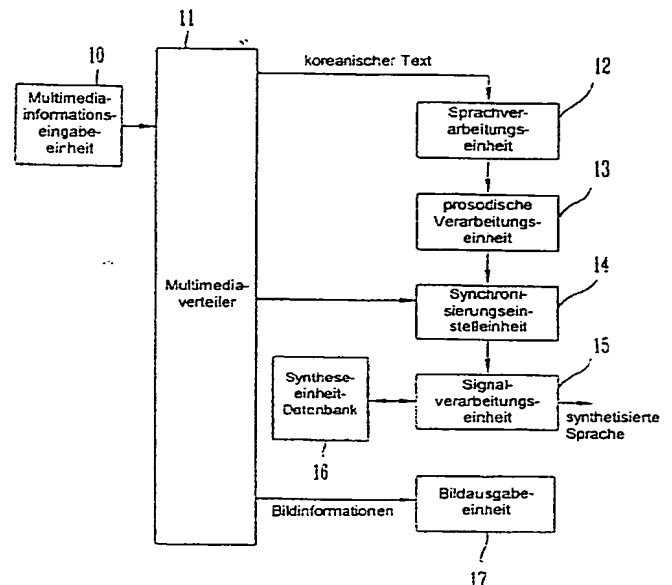 11
koreanischer Text
10
12
Multimedia-
informations-
eingabe-
einheit
Sprachver-
arbeitungs-
einheit
13
prosodische
Verarbeitungs-
einheit
14
Multimedia-
verteiler
Synchroni-
sierungsein-
stelleinheit
15
Synthese-
einheit-
Datenbank
Signal-
verarbeitungs-
einheit
synthetisierte
Sprache
16
Bildausgabe-
einheit
Bildinformationen
17